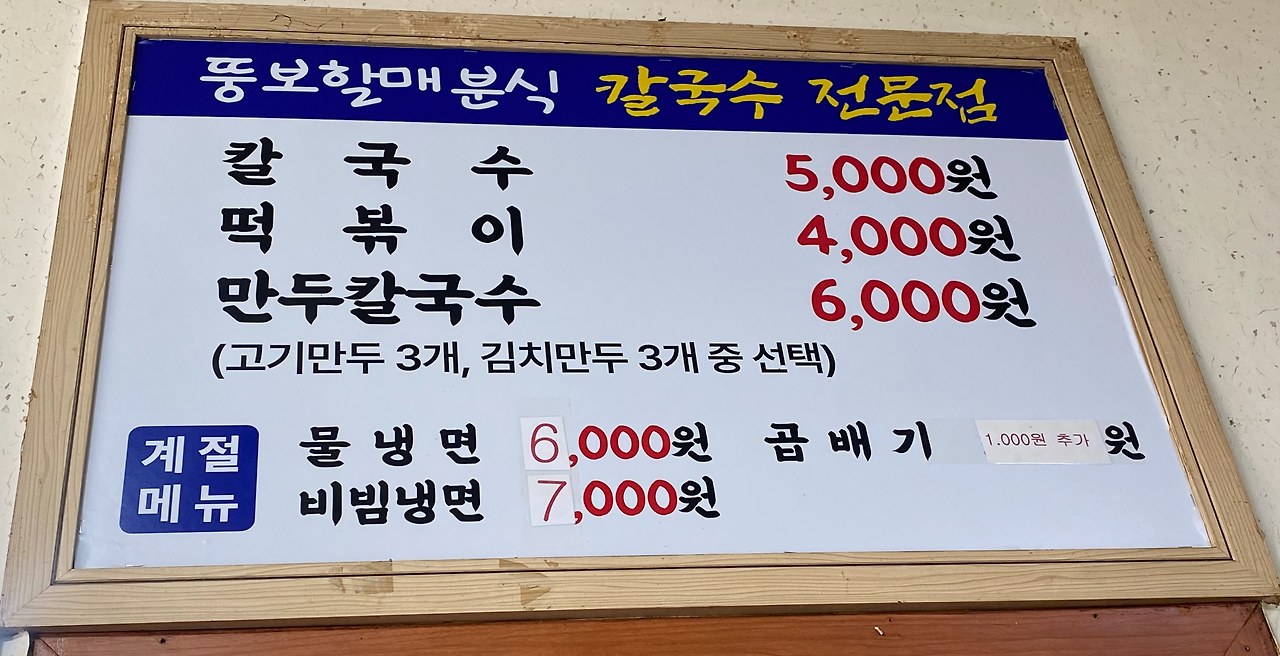 뚱보할매분식 칼국수 전문점
칼국수 5,000원
떡볶이 4,000원
만두칼국수 6,000원
(고기만두 3개, 김치만두 3개 중 선택)
계절 메뉴
물냉면 6,000원 곱배기 1.000원 추가 원
비빔냉면 7,000원